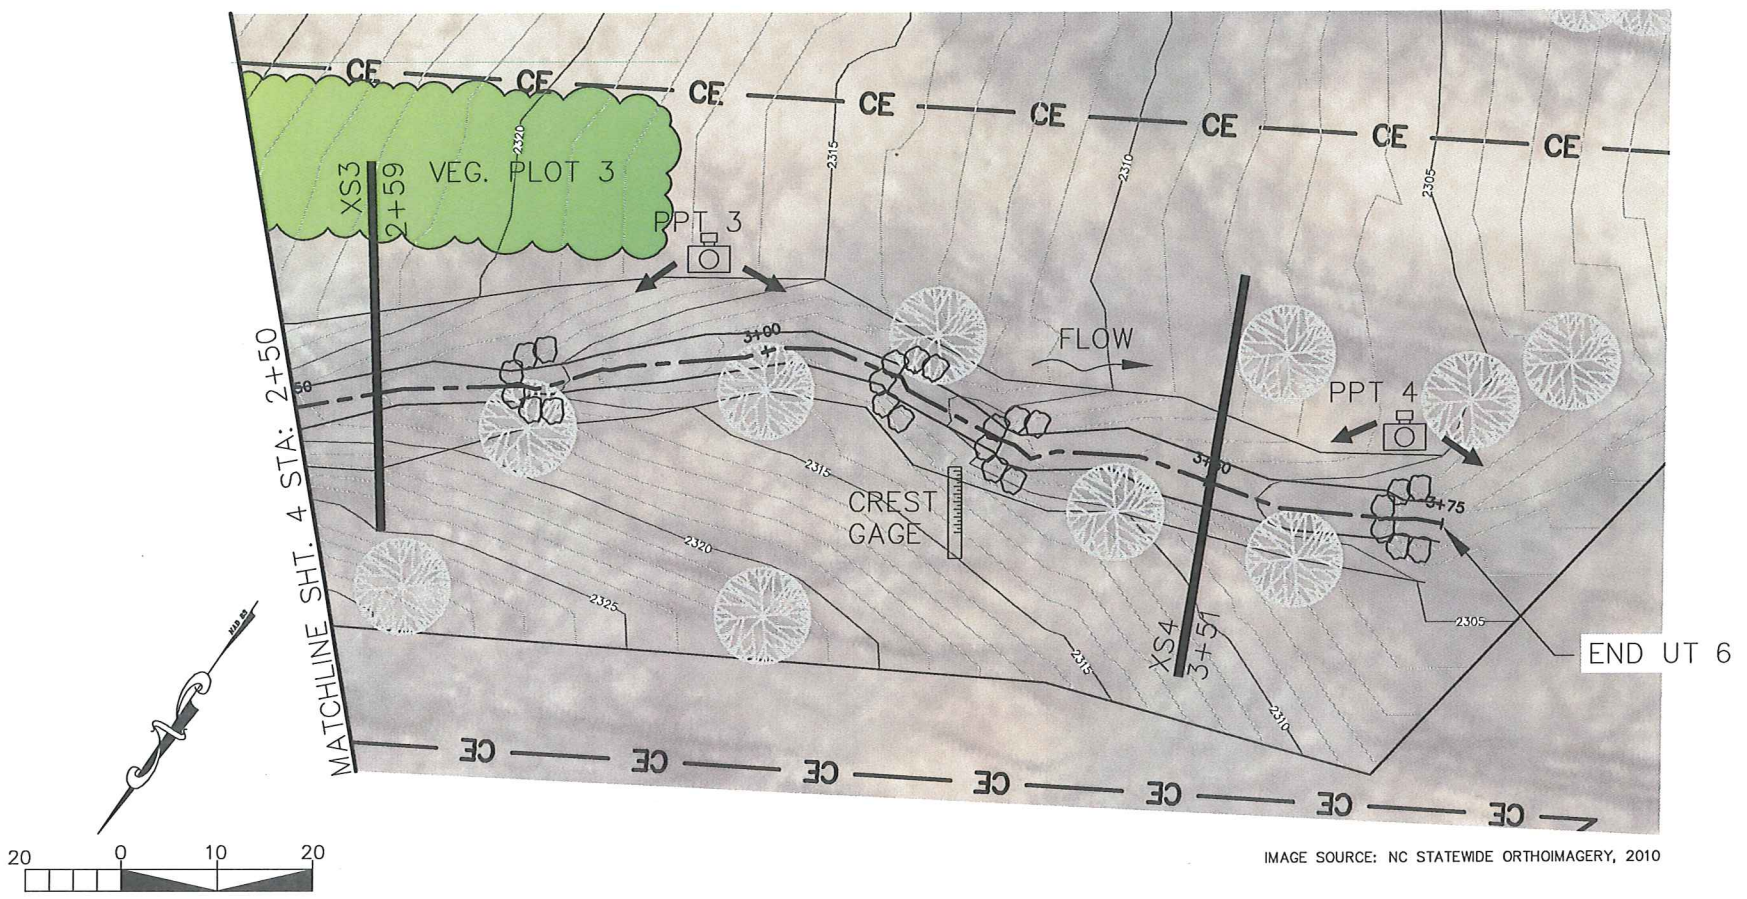 CE CE CE CE CE CE CE CE
2320
2315
2310
2305
XS3
2+59
VEG. PLOT 3
PPT 3
MATCHLINE SHT. 4 STA: 2+50
50
3+00
FLOW
PPT 4
2315
CREST
GAGE
3+75
2320
2325
2315
XS4
3+51
2310
2305
END UT 6
NAD 83
CE CE CE CE CE CE CE
20 0 10 20
IMAGE SOURCE: NC STATEWIDE ORTHOIMAGERY, 2010